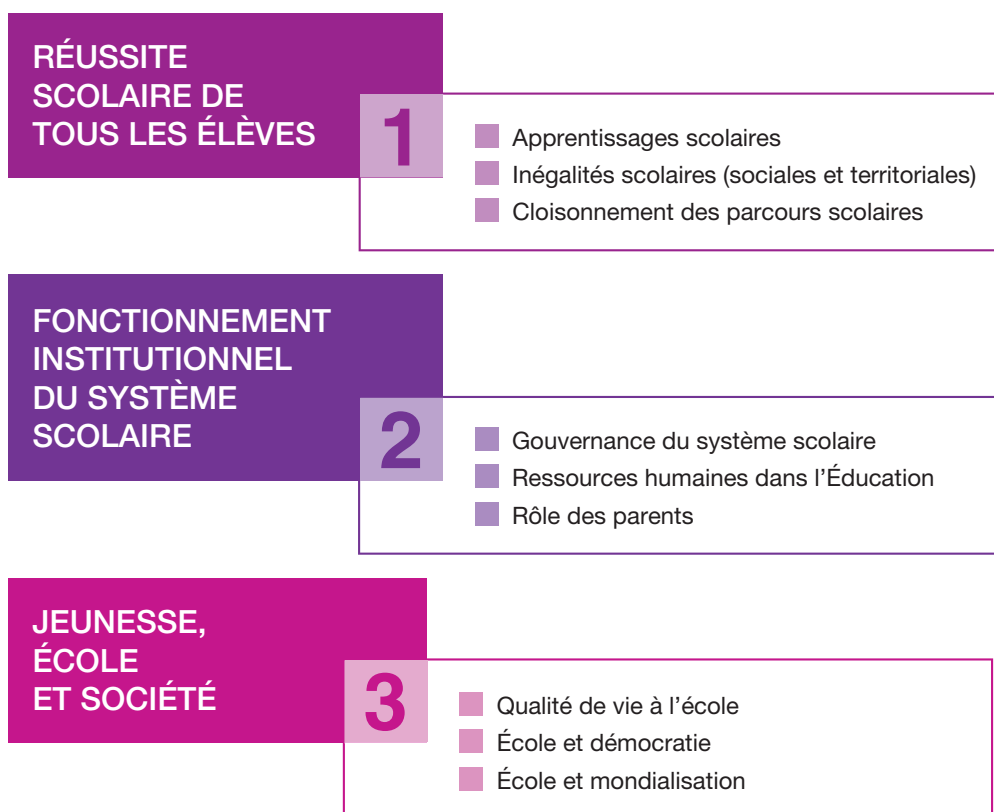 RÉUSSITE
SCOLAIRE DE
TOUS LES ÉLÈVES
1
Apprentissages scolaires
Inégalités scolaires (sociales et territoriales)
Cloisonnement des parcours scolaires
FONCTIONNEMENT
INSTITUTIONNEL
DU SYSTÈME
SCOLAIRE
2
Gouvernance du système scolaire
Ressources humaines dans l’Éducation
Rôle des parents
JEUNESSE,
ÉCOLE
ET SOCIÉTÉ
3
Qualité de vie à l’école
École et démocratie
École et mondialisation